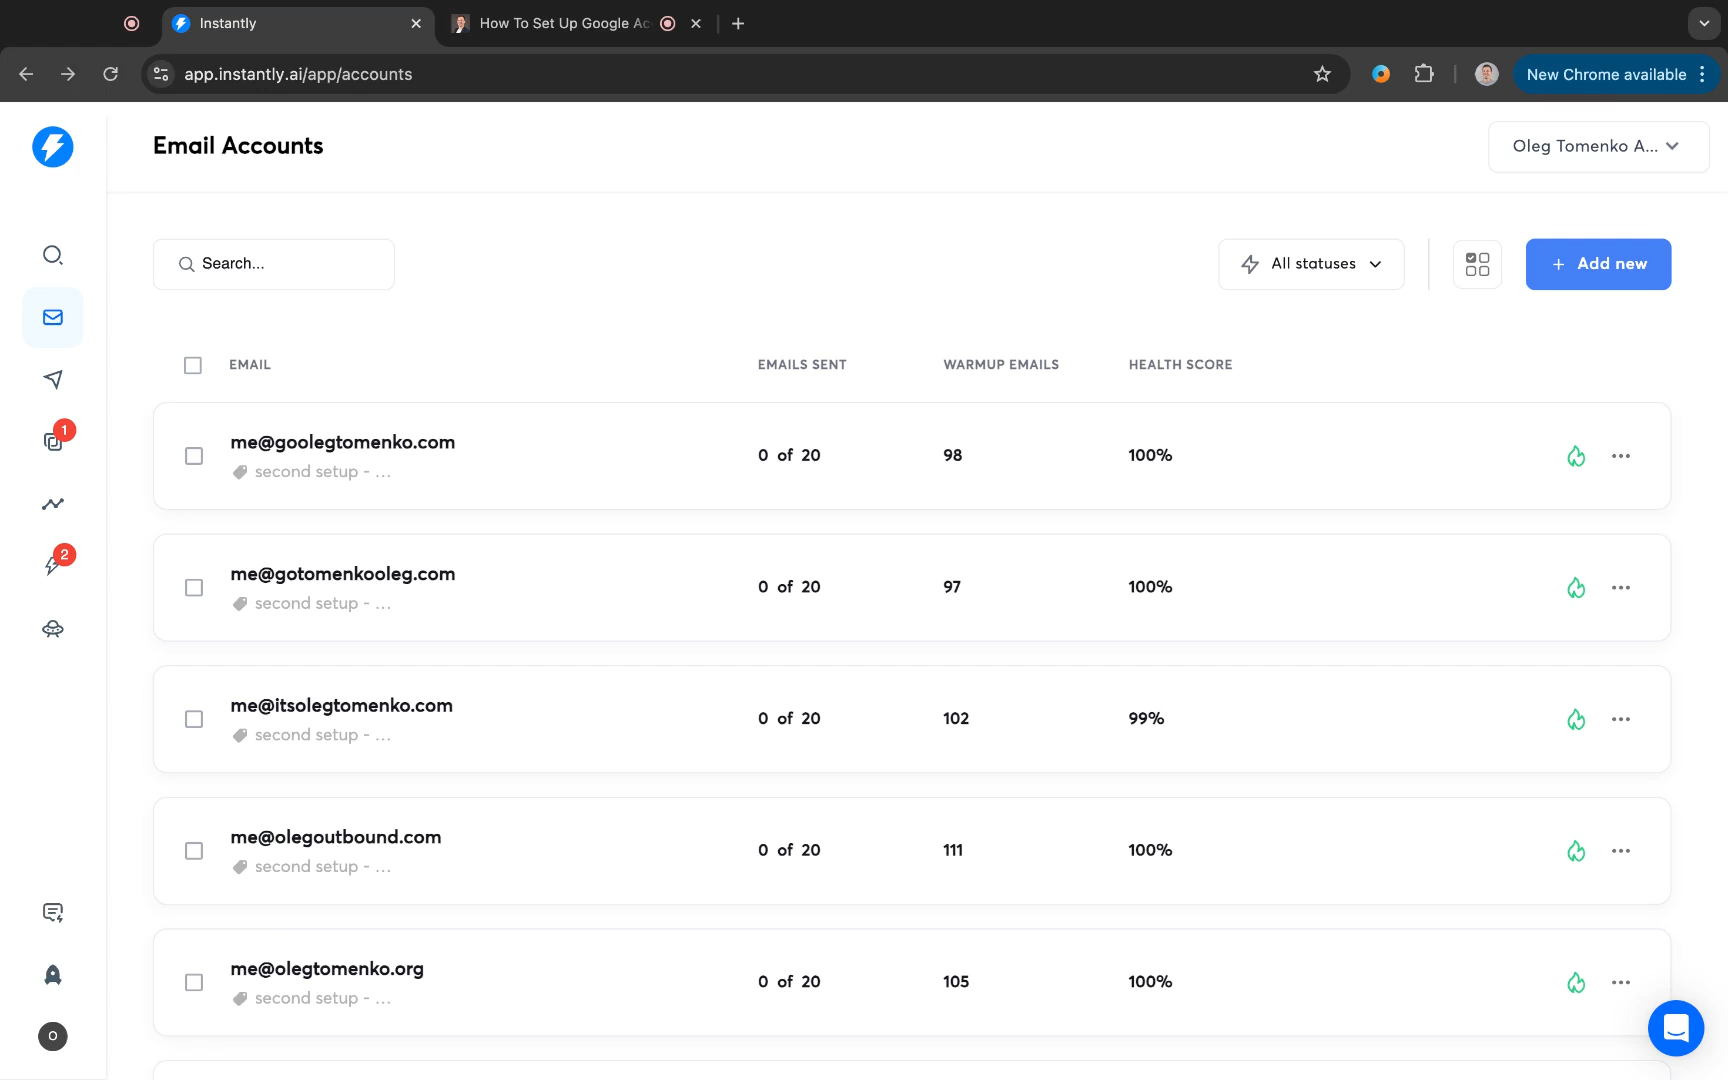 Instantly
How To Set Up Google Ac
app.instantly.ai/app/accounts
New Chrome available
Email Accounts
Oleg Tomenko A...
Search...
All statuses
+ Add new
EMAIL EMAILS SENT WARMUP EMAILS HEALTH SCORE
me@goolegtomenko.com
second setup - ...
0 of 20 98 100%
me@gotomenkooleg.com
second setup - ...
0 of 20 97 100%
me@itsolegtomenko.com
second setup - ...
0 of 20 102 99%
me@olegoutbound.com
second setup - ...
0 of 20 111 100%
me@olegtomenko.org
second setup - ...
0 of 20 105 100%
1
2
O